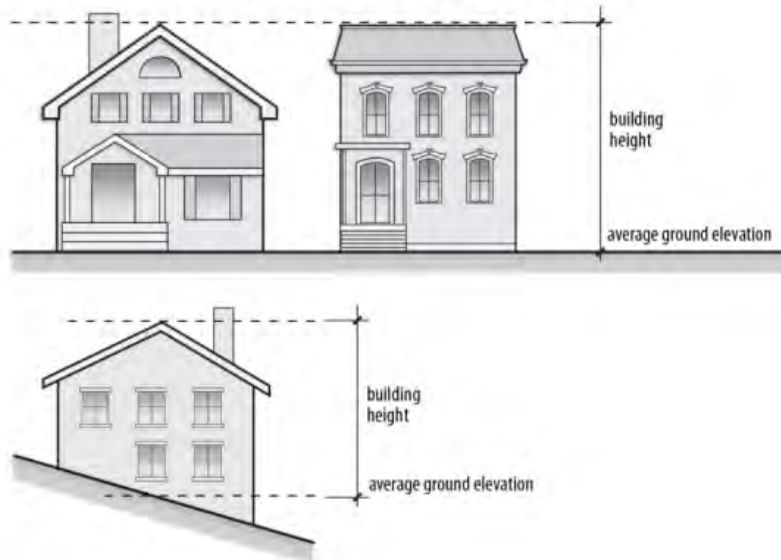 building
height
average ground elevation
building
height
average ground elevation